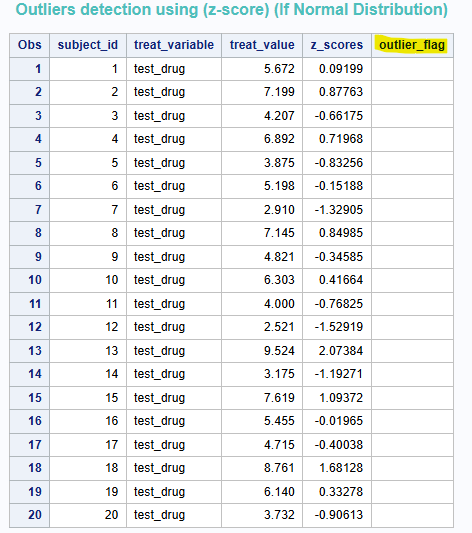 Outliers detection using (z-score) (If Normal Distribution)
Obs subject_id treat_variable treat_value z_scores outlier_flag
1 1 test_drug 5.672 0.09199
2 2 test_drug 7.199 0.87763
3 3 test_drug 4.207 -0.66175
4 4 test_drug 6.892 0.71968
5 5 test_drug 3.875 -0.83256
6 6 test_drug 5.198 -0.15188
7 7 test_drug 2.910 -1.32905
8 8 test_drug 7.145 0.84985
9 9 test_drug 4.821 -0.34585
10 10 test_drug 6.303 0.41664
11 11 test_drug 4.000 -0.76825
12 12 test_drug 2.521 -1.52919
13 13 test_drug 9.524 2.07384
14 14 test_drug 3.175 -1.19271
15 15 test_drug 7.619 1.09372
16 16 test_drug 5.455 -0.01965
17 17 test_drug 4.715 -0.40038
18 18 test_drug 8.761 1.68128
19 19 test_drug 6.140 0.33278
20 20 test_drug 3.732 -0.90613